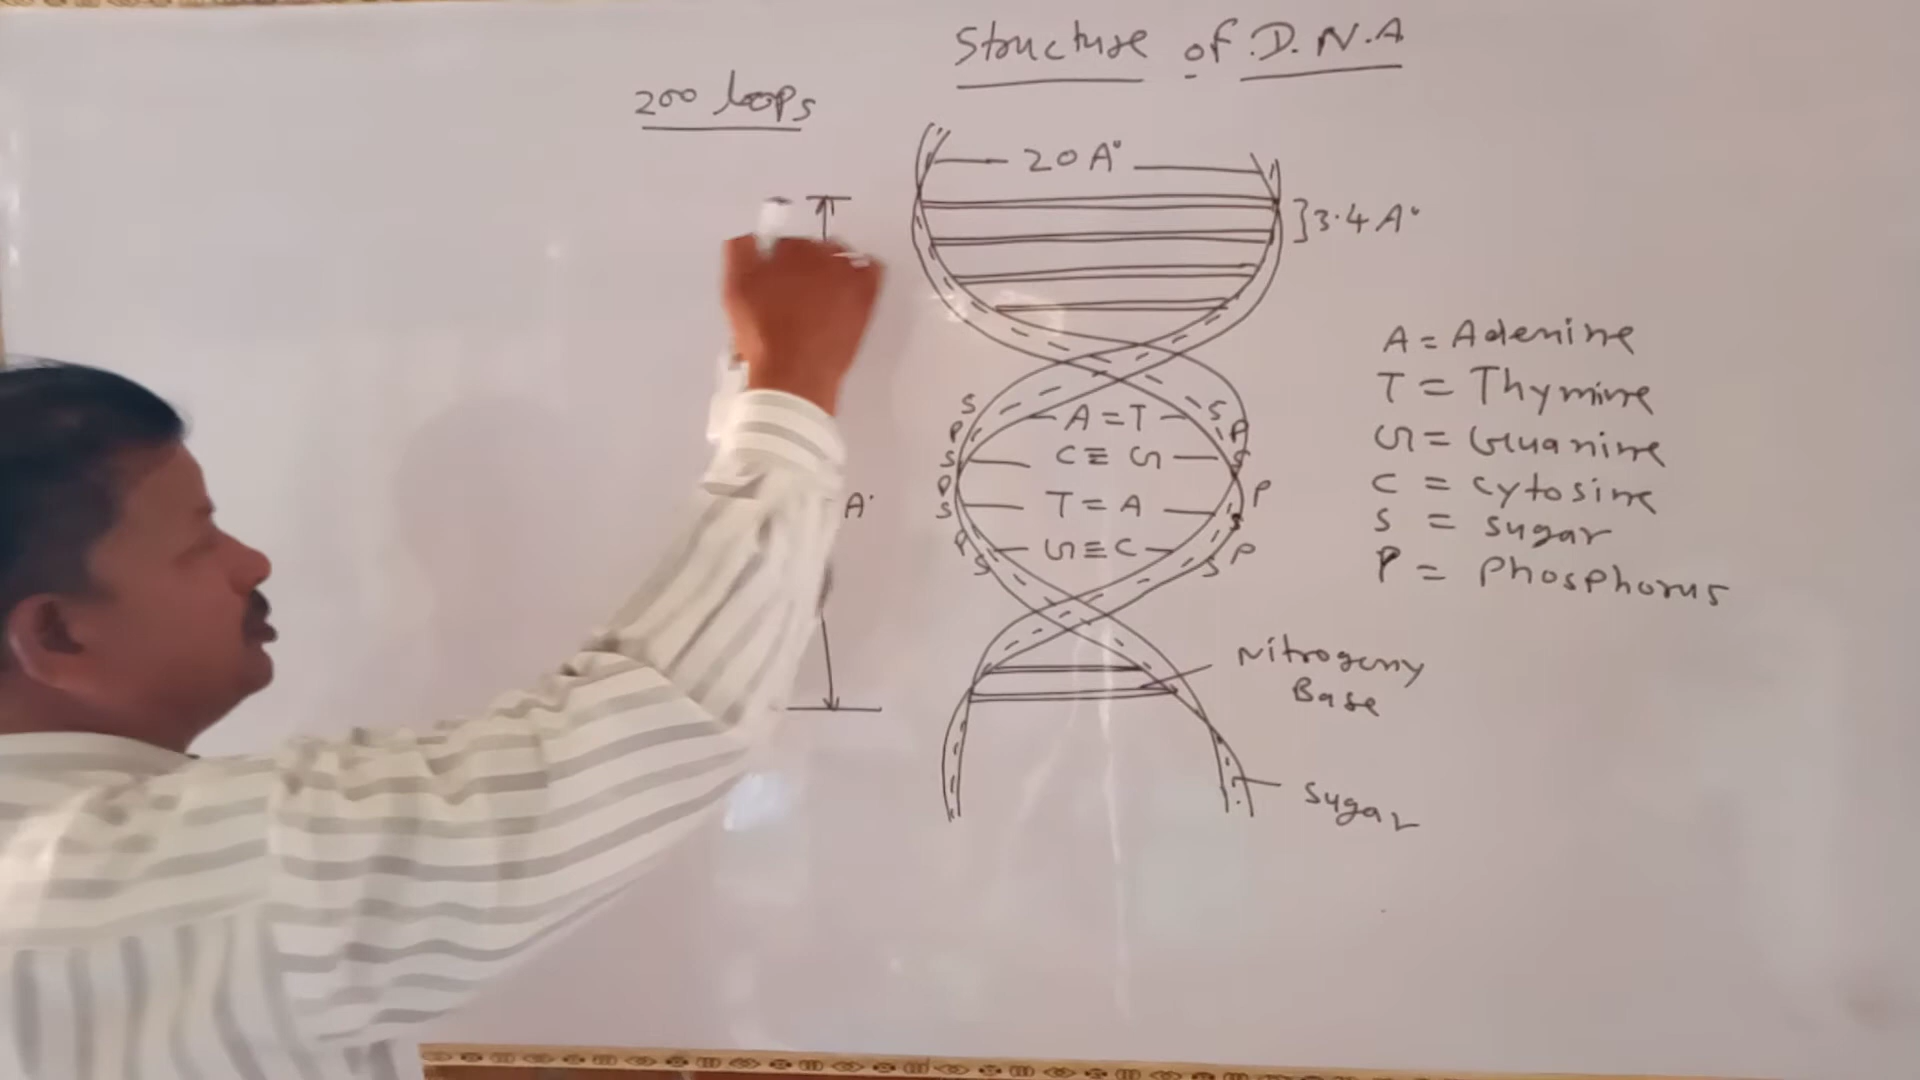 Structure of D.N.A
200 loops
20 A°
3.4 A°
A°
A = Adenine
T = Thymine
G = Guanine
C = cytosine
S = sugar
P = Phosphorus
S
P
S
P
S
P
S
A = T
C ≡ G
T = A
G ≡ C
S
P
S
P
S
P
S
Nitrogeny
Base
Sugar